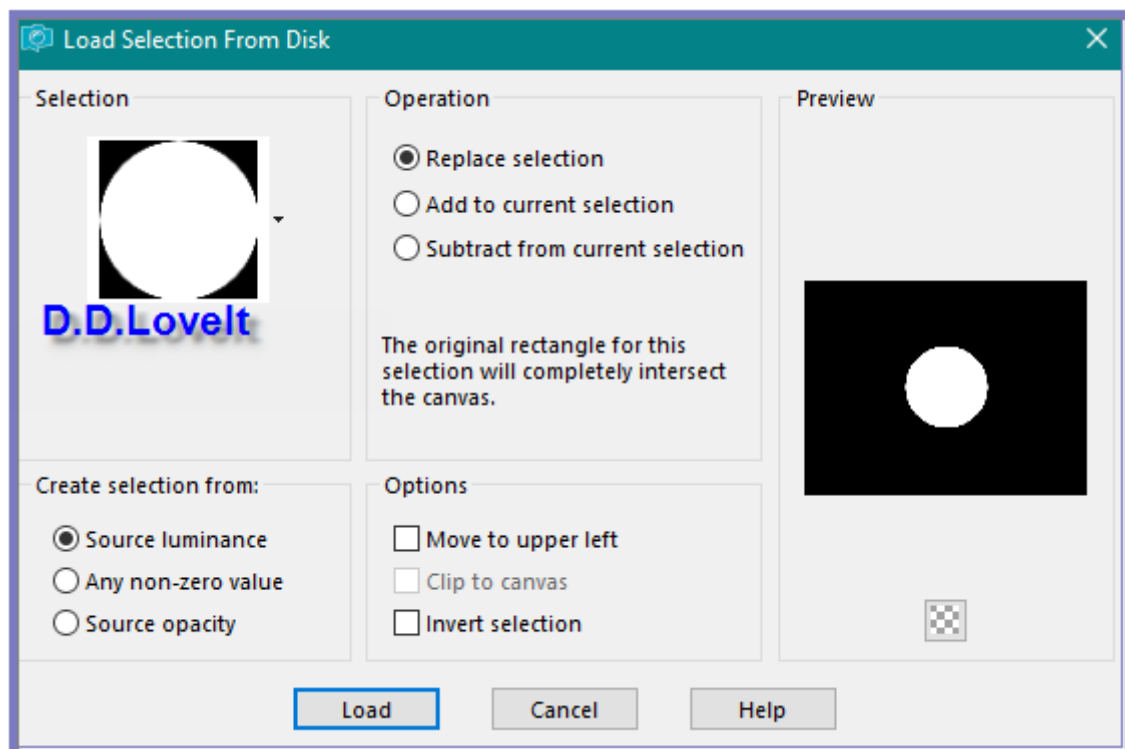 Load Selection From Disk
Selection
D.D.LoveIt
Operation
Replace selection
Add to current selection
Subtract from current selection
The original rectangle for this
selection will completely intersect
the canvas.
Preview
Create selection from:
Source luminance
Any non-zero value
Source opacity
Options
Move to upper left
Clip to canvas
Invert selection
Load
Cancel
Help